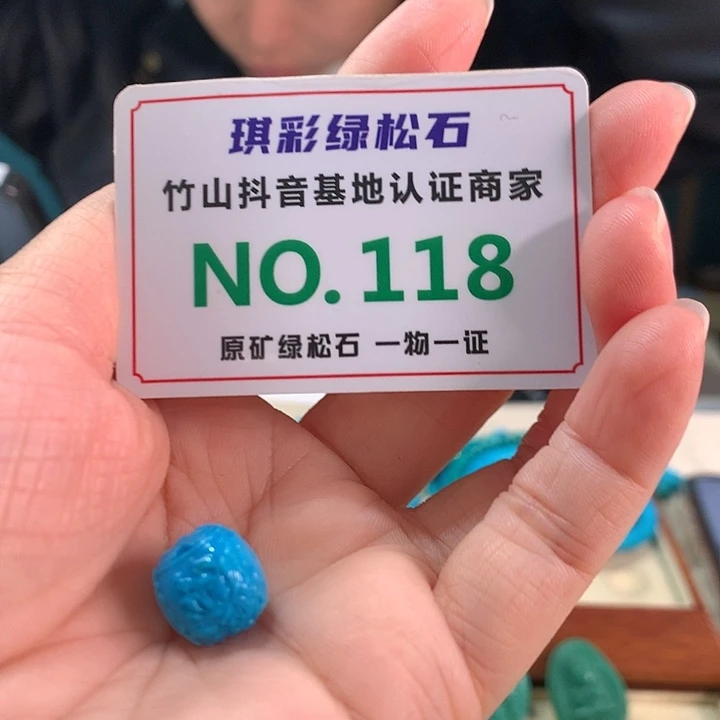 琪彩绿松石
竹山抖音基地认证商家
NO.118
原矿绿松石 一物一证